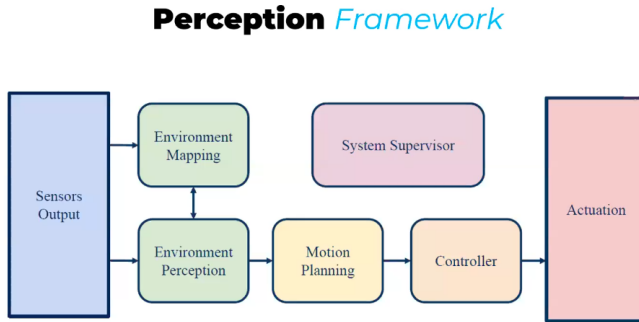 Perception Framework
Environment
Mapping
System Supervisor
Sensors
Output
Actuation
Environment
Perception
Motion
Planning
Controller